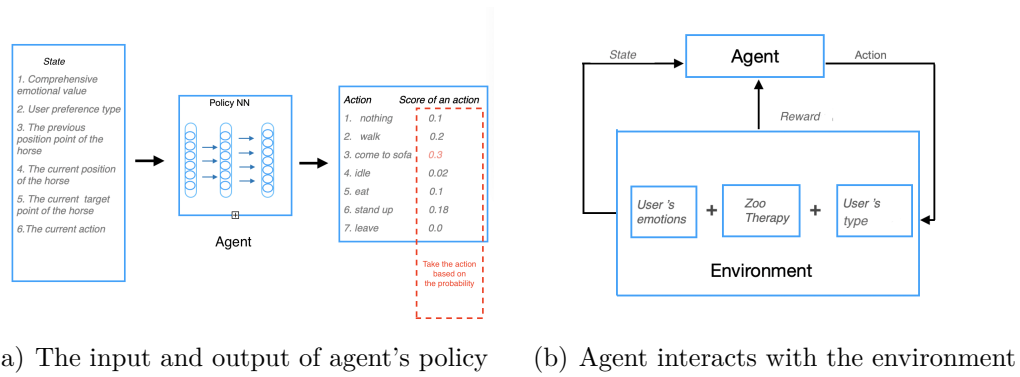 State
1. Comprehensive
emotional value
2. User preference type
3. The previous
position point of the
horse
4. The current position
of the horse
5. The current target
point of the horse
6.The current action
Policy NN
Agent
Action Score of an action
1. nothing 0.1
2. walk 0.2
3. come to sofa 0.3
4. idle 0.02
5. eat 0.1
6. stand up 0.18
7. leave 0.0
Take the action
based on
the probability
a) The input and output of agent's policy
State
Agent
Action
Reward
User 's
emotions
+
Zoo
Therapy
+
User 's
type
Environment
(b) Agent interacts with the environment